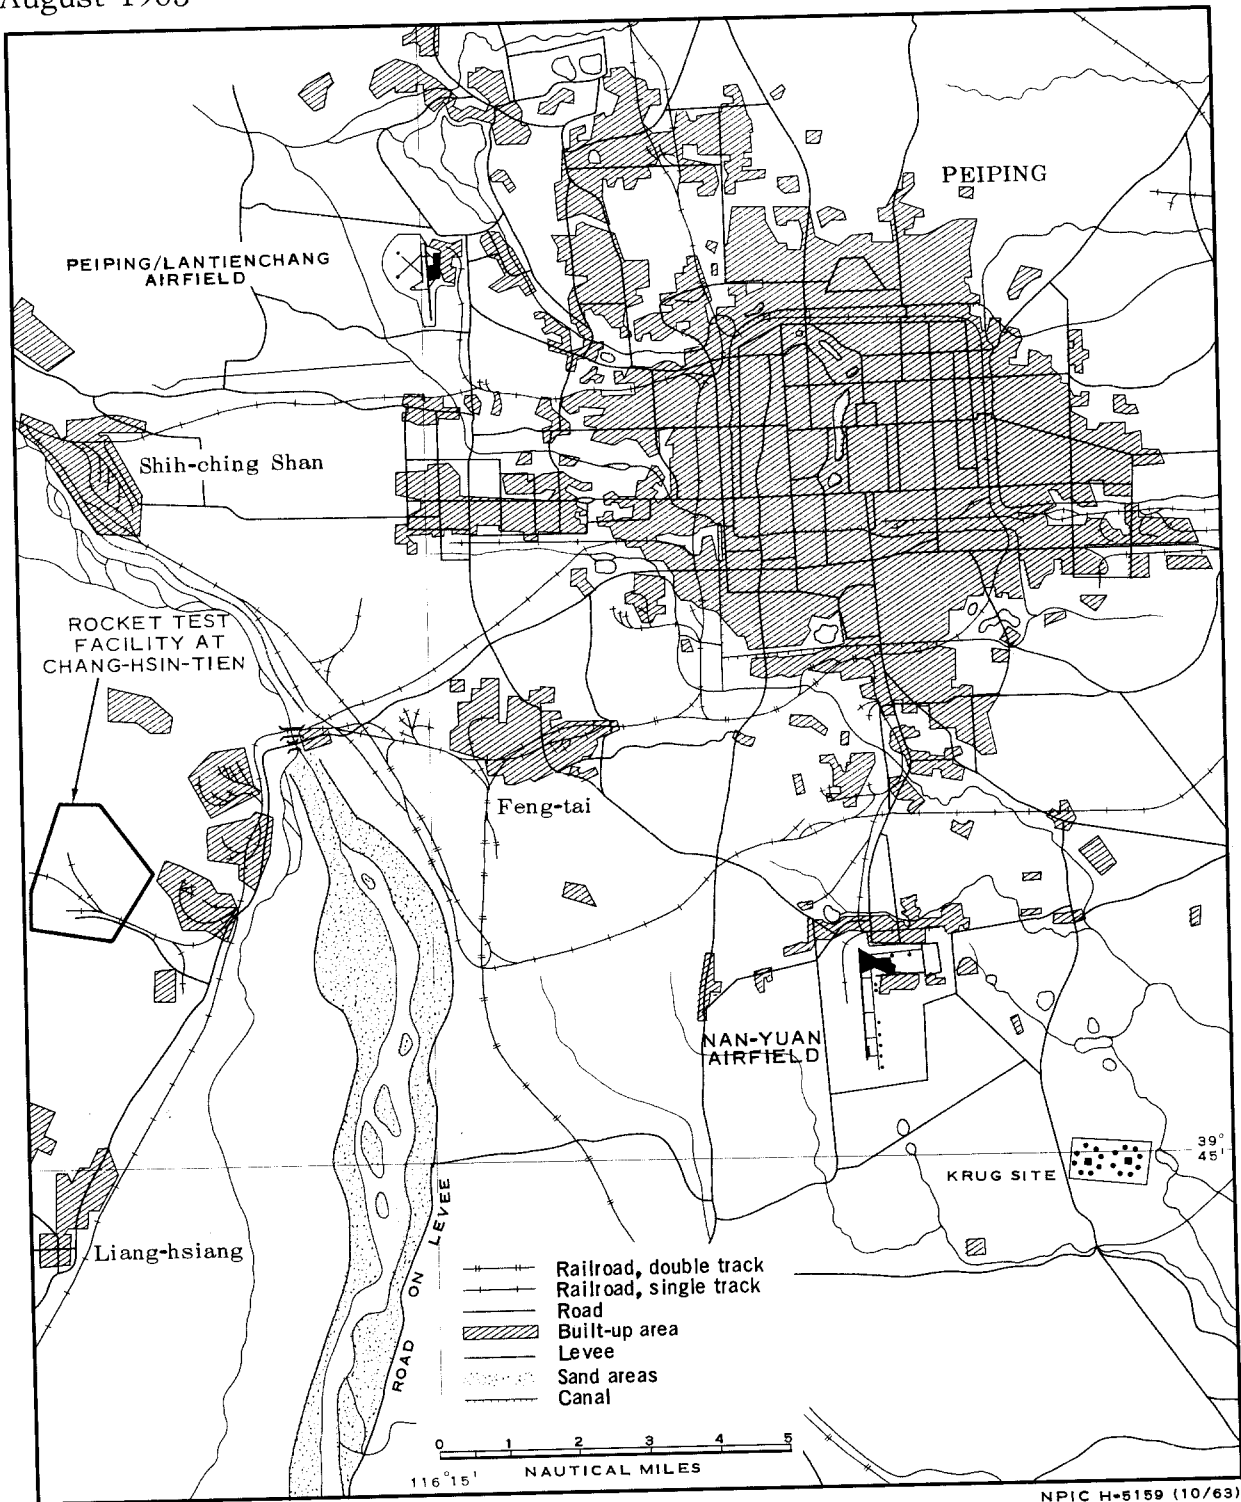 August 1963
PEIPING
PEIPING/LANTIENCHANG
AIRFIELD
Shih-ching Shan
ROCKET TEST
FACILITY AT
CHANG-HSIN-TIEN
Feng-tai
NAN-YUAN
AIRFIELD
39°
45'
KRUG SITE
Liang-hsiang
ROAD ON LEVEE
Railroad, double track
Railroad, single track
Road
Built-up area
Levee
Sand areas
Canal
0 1 2 3 4 5
NAUTICAL MILES
116°15'
NPIC H-5159 (10/63)